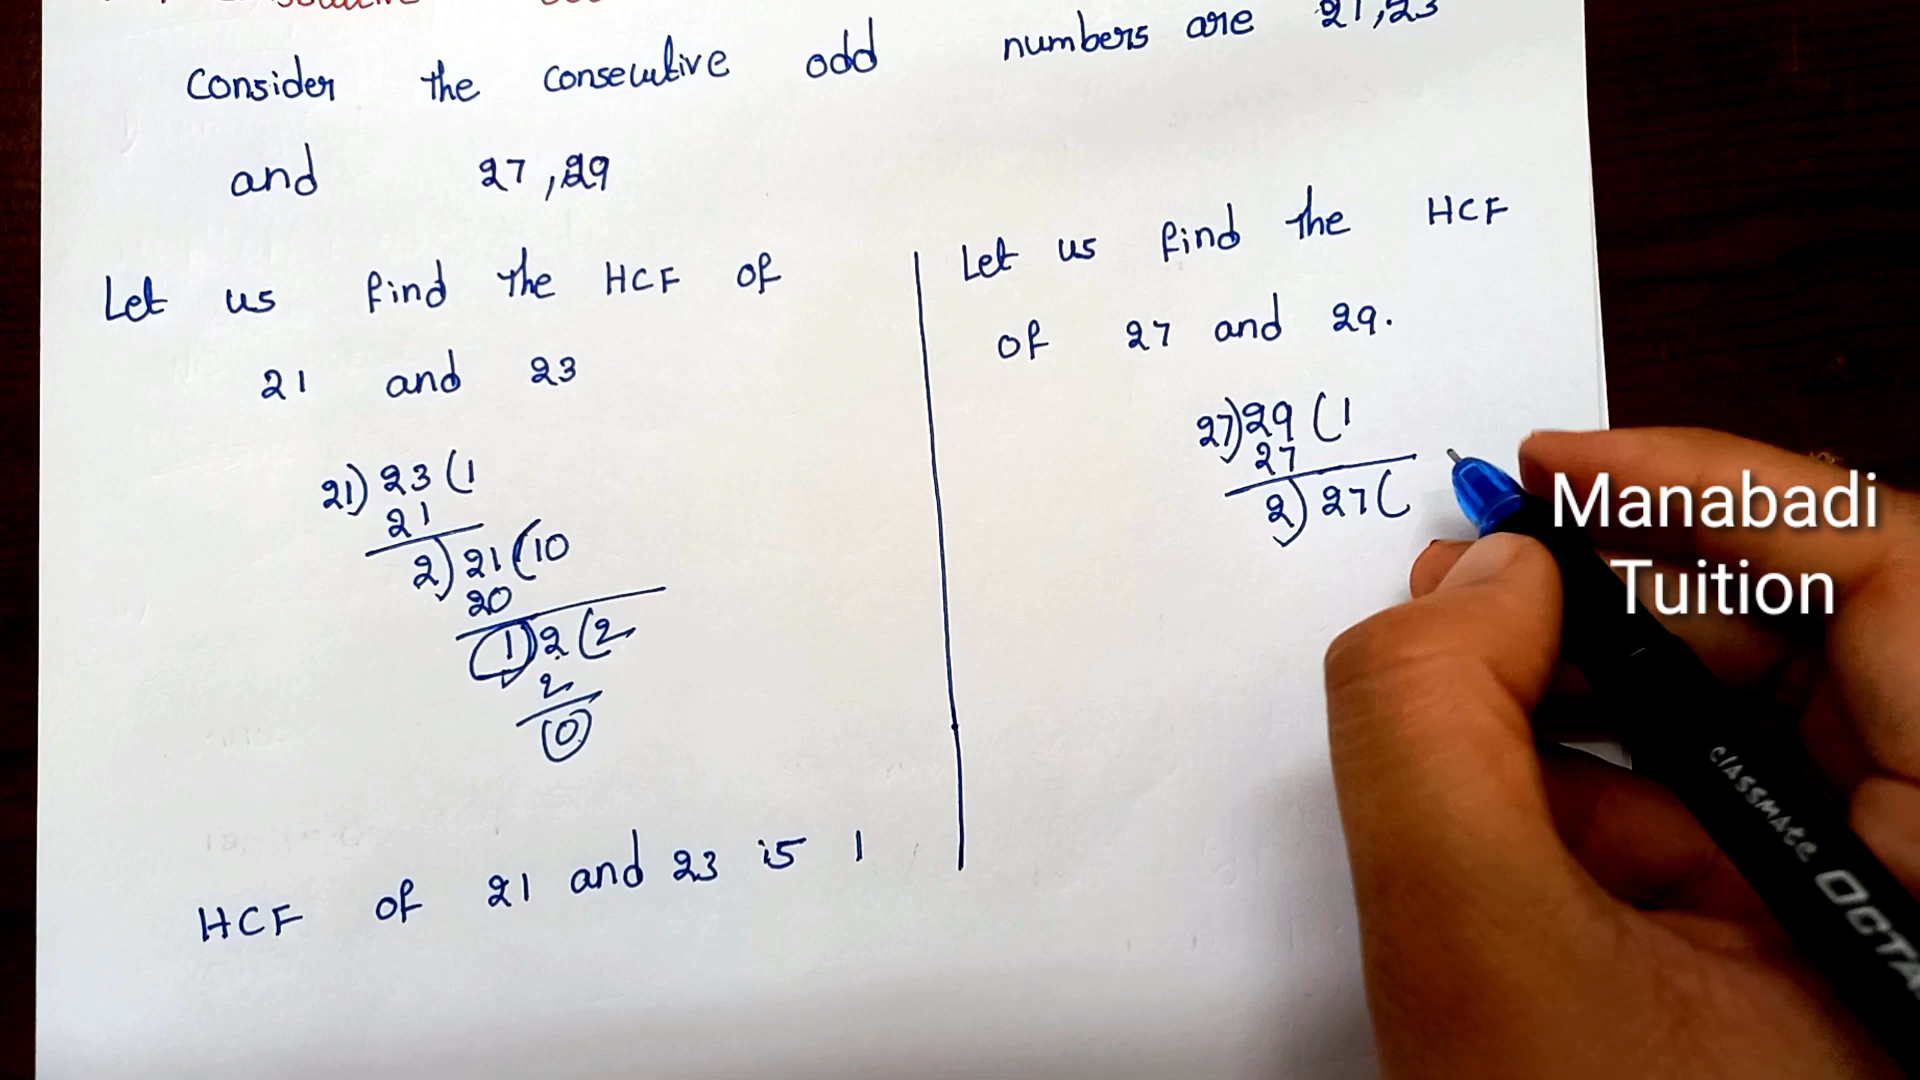 Consider the consecutive odd numbers are 21,23
and 27,29
Let us find the HCF of
21 and 23
21) 23 (1
21
2) 21 (10
20
1) 2 (2
2
0
HCF of 21 and 23 is 1
Let us find the HCF
of 27 and 29.
27) 29 (1
27
2) 27 (
Manabadi
Tuition
classmate OCTA